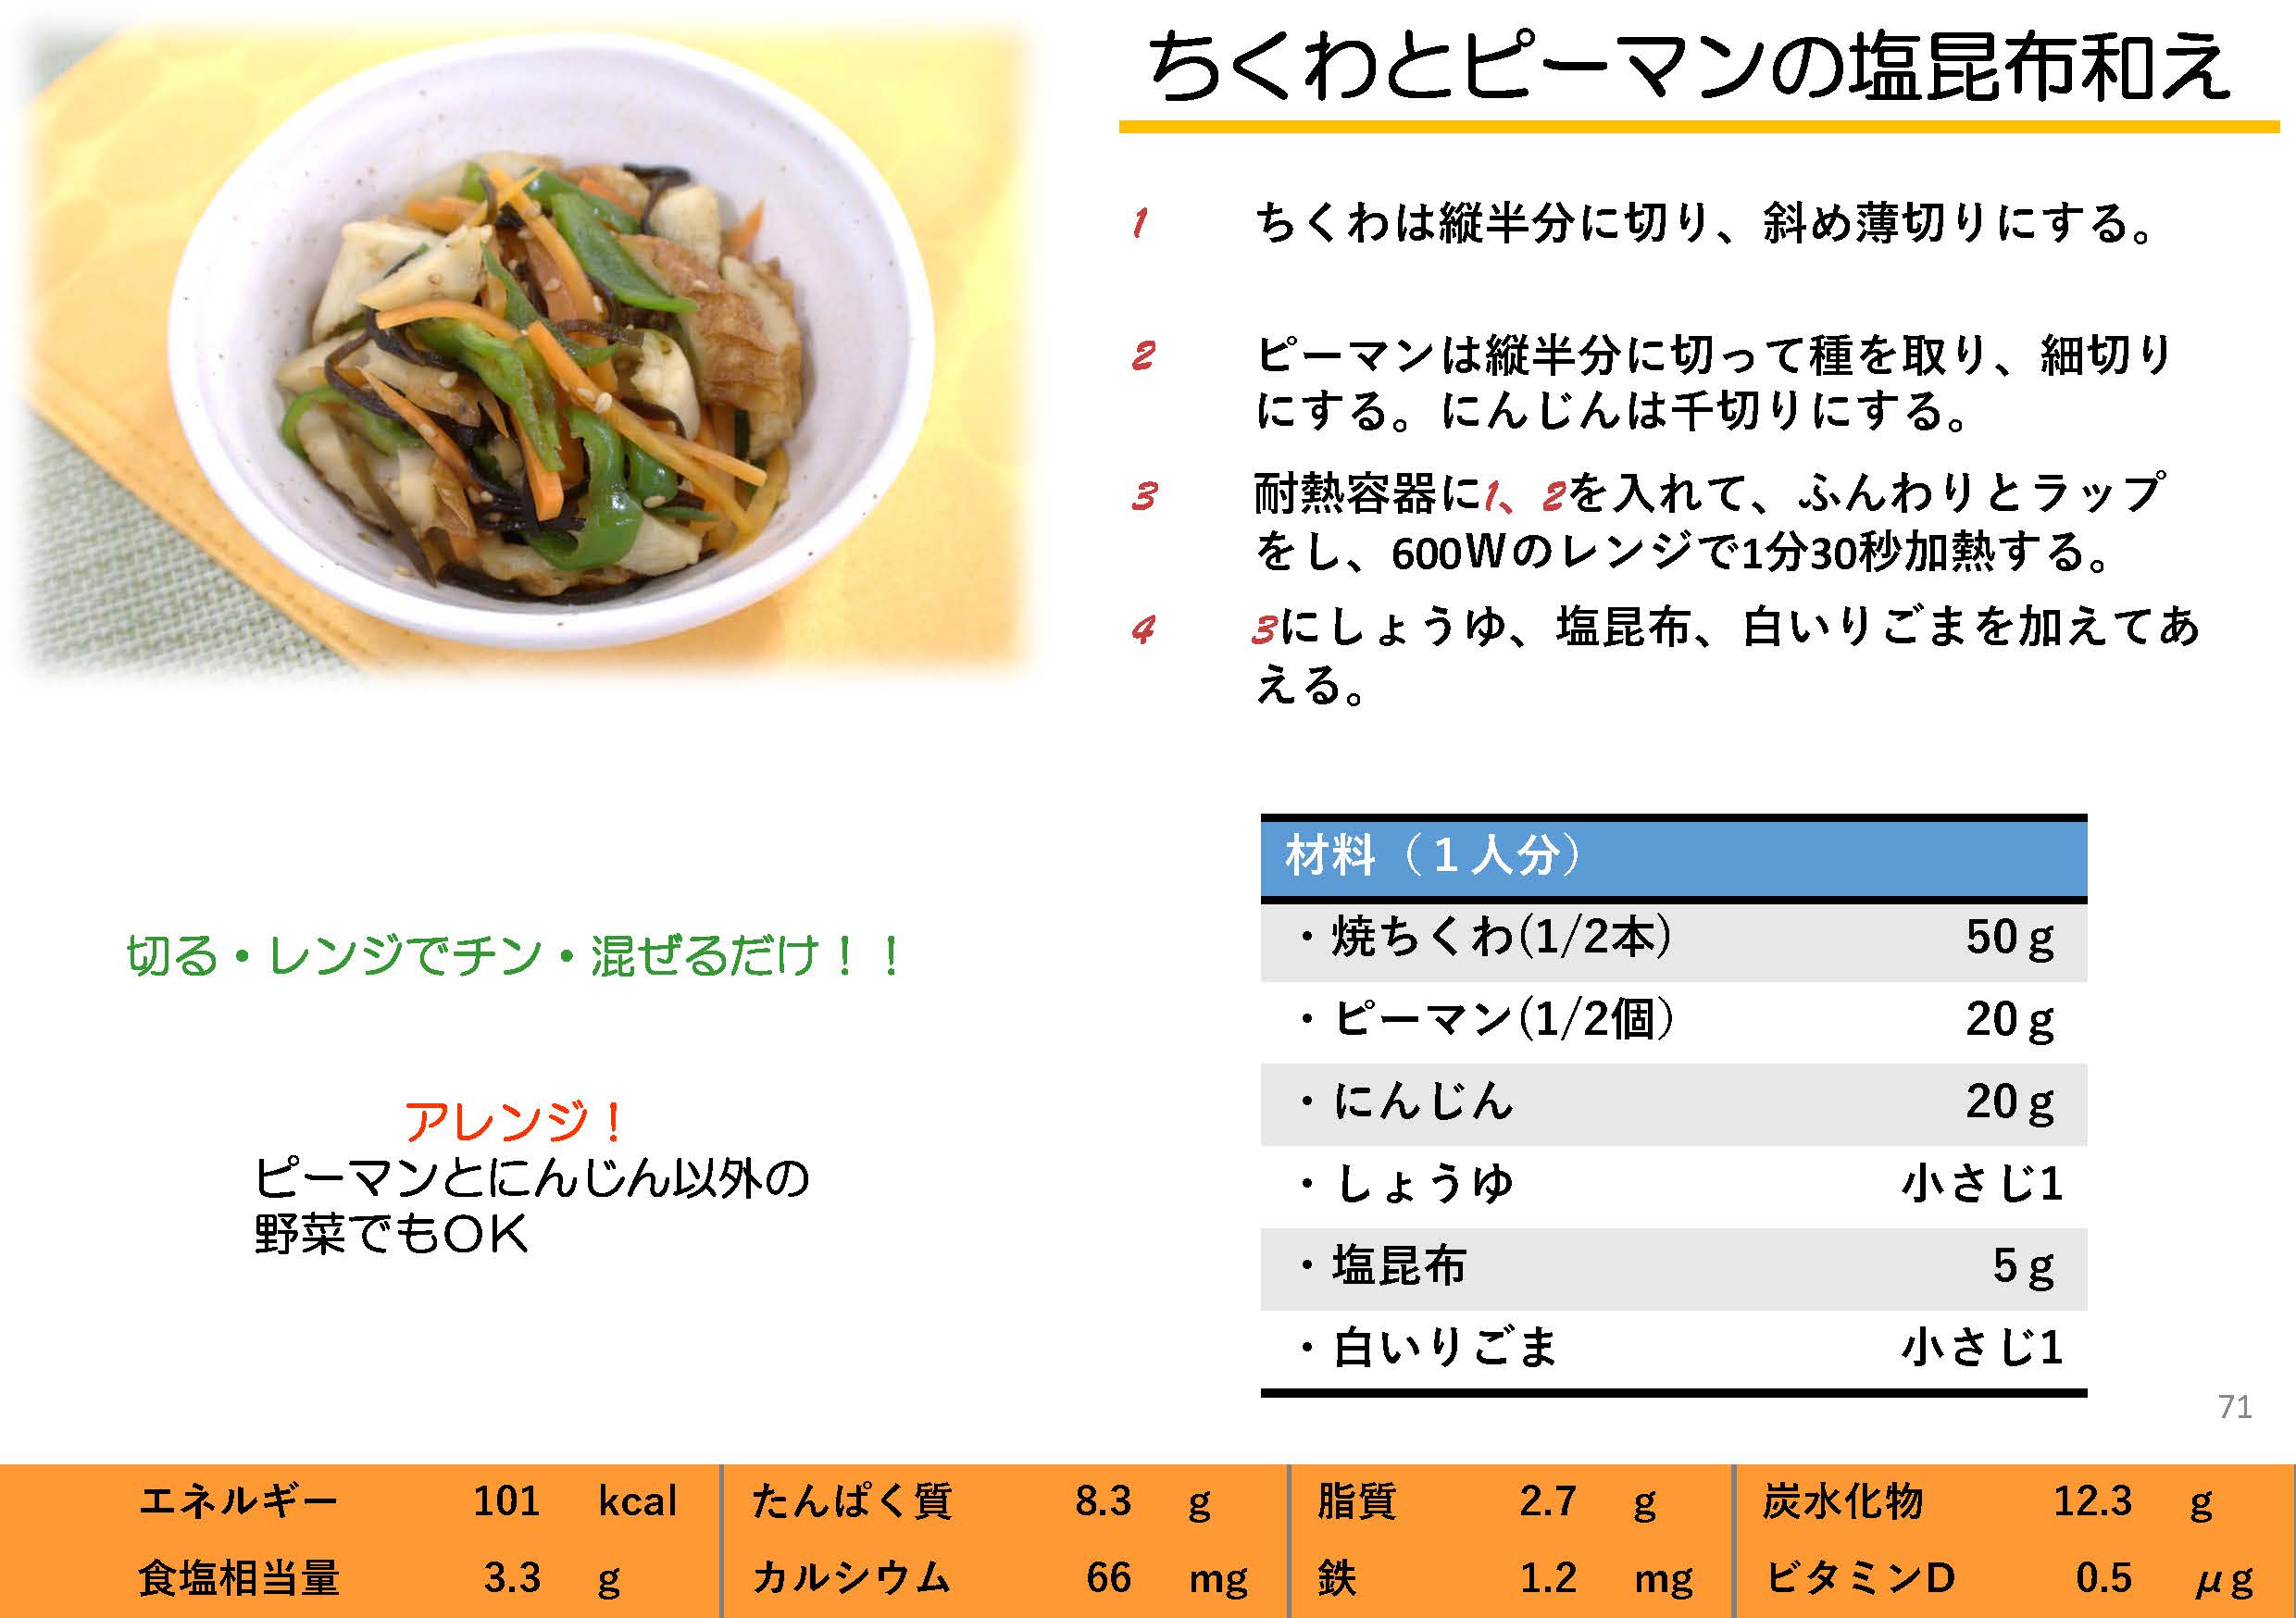 ちくわとピーマンの塩昆布和え
1 ちくわは縦半分に切り、斜め薄切りにする。
2 ピーマンは縦半分に切って種を取り、細切り
にする。にんじんは千切りにする。
3 耐熱容器に1、2を入れて、ふんわりとラップ
をし、600Wのレンジで1分30秒加熱する。
4 3にしょうゆ、塩昆布、白いりごまを加えてあ
える。
切る・レンジでチン・混ぜるだけ！！
アレンジ！
ピーマンとにんじん以外の
野菜でもＯＫ
材料（１人分）
・焼ちくわ(1/2本) 50ｇ
・ピーマン(1/2個） 20ｇ
・にんじん 20ｇ
・しょうゆ 小さじ1
・塩昆布 5ｇ
・白いりごま 小さじ1
71
エネルギー 101 kcal たんぱく質 8.3 g 脂質 2.7 g 炭水化物 12.3 g
食塩相当量 3.3 g カルシウム 66 mg 鉄 1.2 mg ビタミンD 0.5 μg